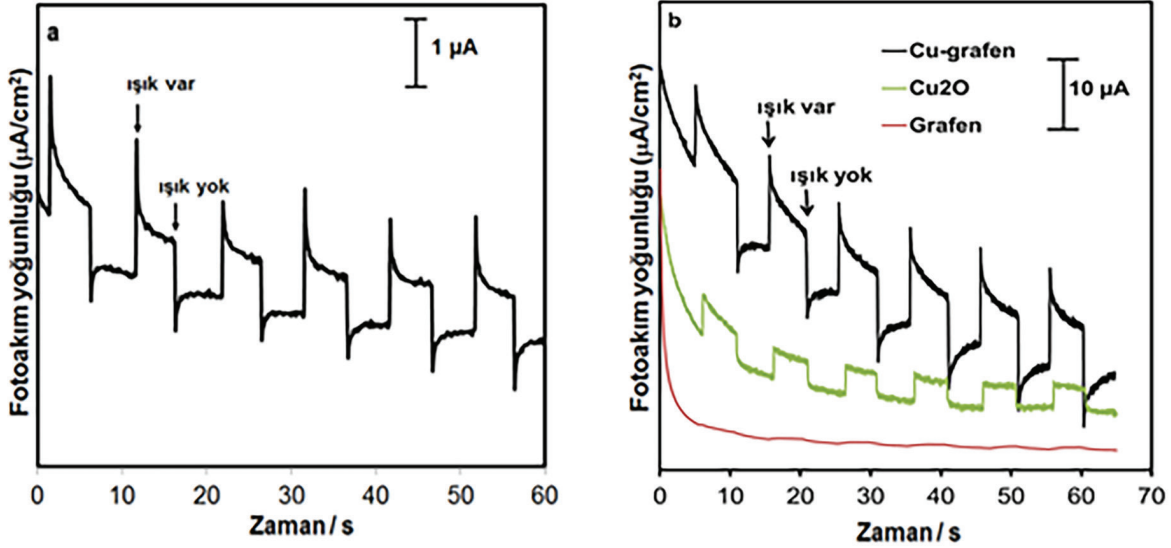 a
1 µA
ışık var
ışık yok
Fotoakım yoğunluğu (µA/cm²)
0 10 20 30 40 50 60
Zaman / s
b
Cu-grafen
Cu2O
Grafen
10 µA
ışık var
ışık yok
Fotoakım yoğunluğu (µA/cm²)
0 10 20 30 40 50 60 70
Zaman / s